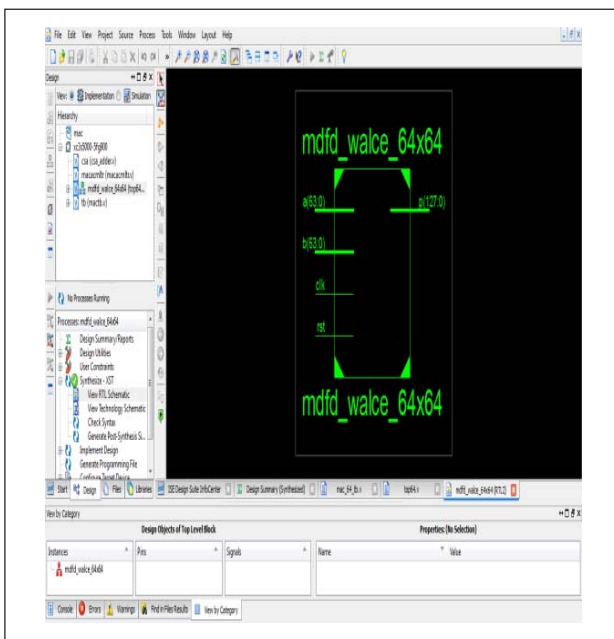 File Edit View Project Source Process Tools Window Layout Help
Design
View: Implementation Simulation
Hierarchy
mac
xc3s5000-5fg900
csa (csa_adder.v)
macacmltr (macacmltr.v)
mdfd_walce_64x64 (top64...
tb (mactb.v)
No Processes Running
Processes: mdfd_walce_64x64
Design Summary/Reports
Design Utilities
User Constraints
Synthesize - XST
View RTL Schematic
View Technology Schematic
Check Syntax
Generate Post-Synthesis Si...
Implement Design
Generate Programming File
Configure Target Device
Start Design Files Libraries
mdfd_walce_64x64
a(63:0)
p(127:0)
b(63:0)
clk
rst
mdfd_walce_64x64
ISE Design Suite InfoCenter Design Summary (Synthesized) mac_64_tb.v top64.v mdfd_walce_64x64 (RTL2)
View by Category
Design Objects of Top Level Block Properties: (No Selection)
Instances Pins Signals Name Value
mdfd_walce_64x64
Console Errors Warnings Find in Files Results View by Category